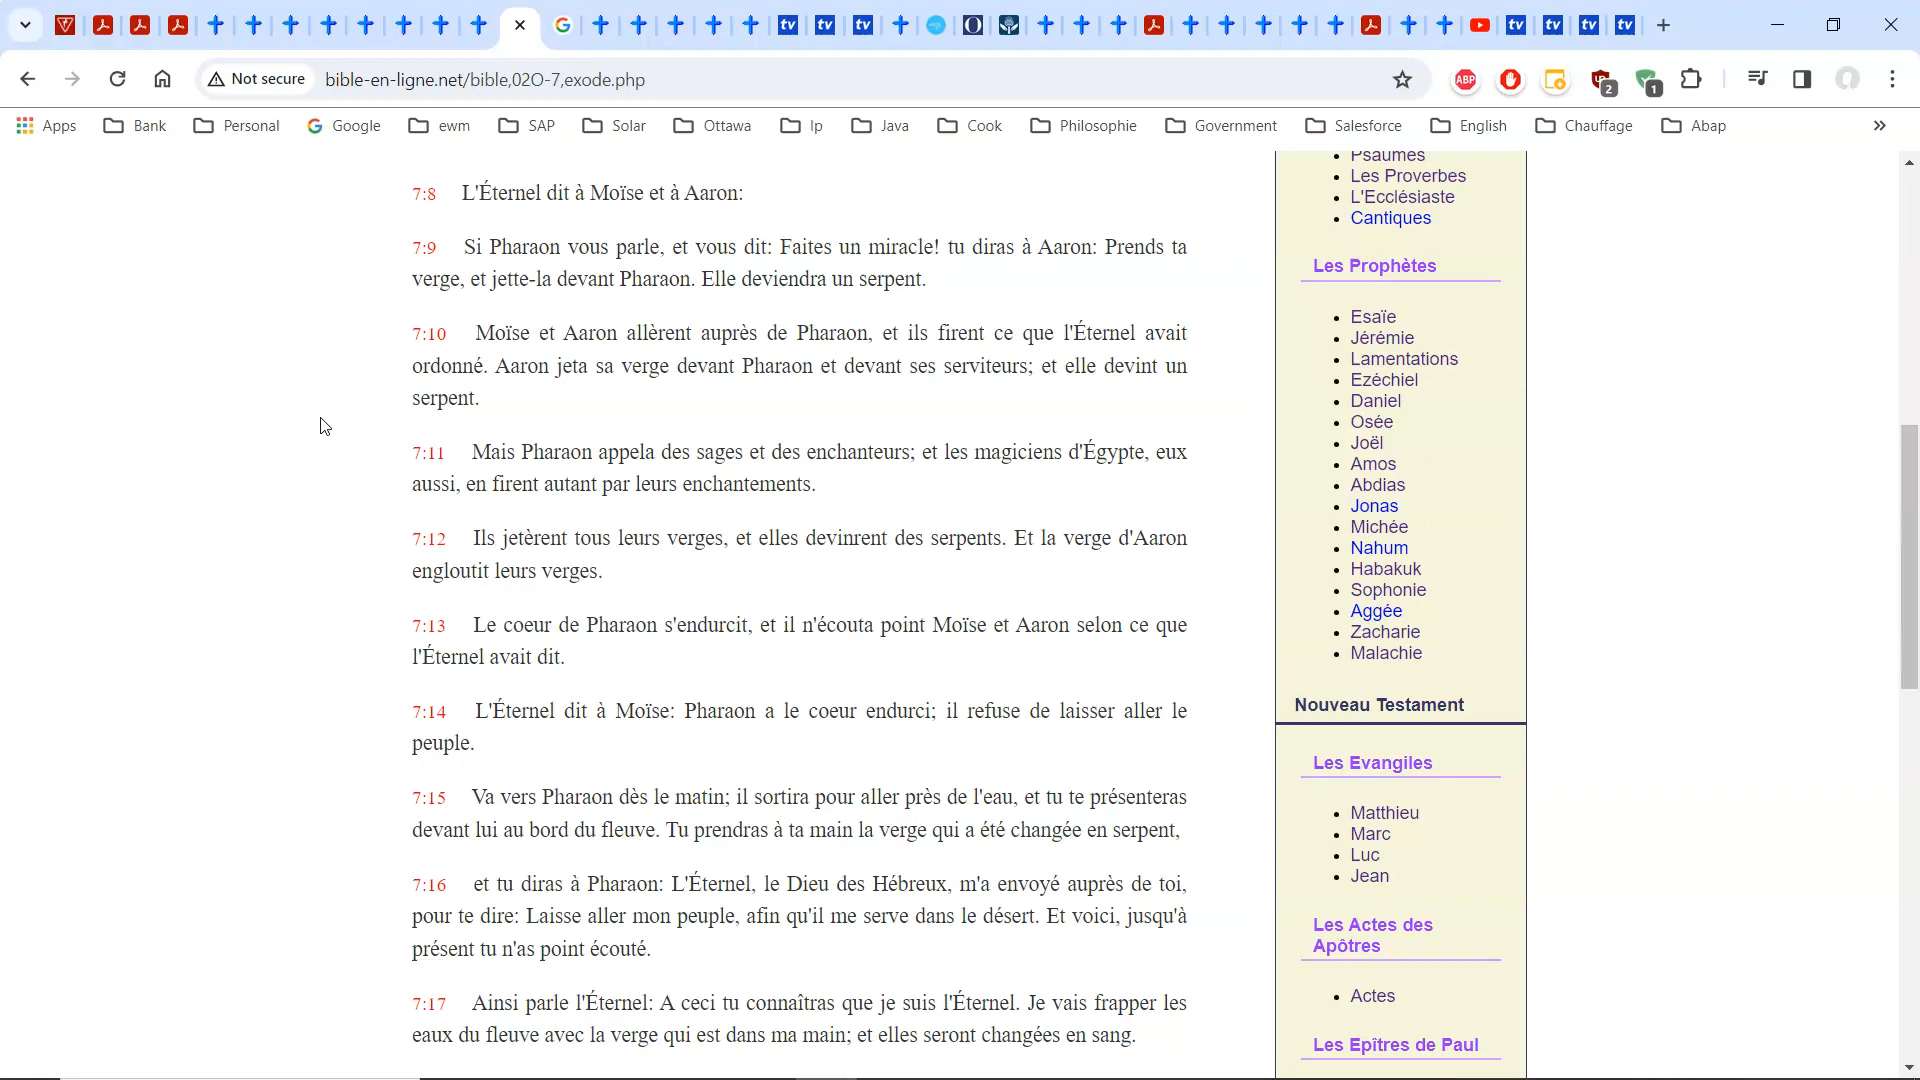 Not secure
bible-en-ligne.net/bible,02O-7,exode.php
ABP
2
1
Apps
Bank
Personal
Google
ewm
SAP
Solar
Ottawa
Ip
Java
Cook
Philosophie
Government
Salesforce
English
Chauffage
Abap
7:8 L'Éternel dit à Moïse et à Aaron:
7:9 Si Pharaon vous parle, et vous dit: Faites un miracle! tu diras à Aaron: Prends ta
verge, et jette-la devant Pharaon. Elle deviendra un serpent.
7:10 Moïse et Aaron allèrent auprès de Pharaon, et ils firent ce que l'Éternel avait
ordonné. Aaron jeta sa verge devant Pharaon et devant ses serviteurs; et elle devint un
serpent.
7:11 Mais Pharaon appela des sages et des enchanteurs; et les magiciens d'Égypte, eux
aussi, en firent autant par leurs enchantements.
7:12 Ils jetèrent tous leurs verges, et elles devinrent des serpents. Et la verge d'Aaron
engloutit leurs verges.
7:13 Le coeur de Pharaon s'endurcit, et il n'écouta point Moïse et Aaron selon ce que
l'Éternel avait dit.
7:14 L'Éternel dit à Moïse: Pharaon a le coeur endurci; il refuse de laisser aller le
peuple.
7:15 Va vers Pharaon dès le matin; il sortira pour aller près de l'eau, et tu te présenteras
devant lui au bord du fleuve. Tu prendras à ta main la verge qui a été changée en serpent,
7:16 et tu diras à Pharaon: L'Éternel, le Dieu des Hébreux, m'a envoyé auprès de toi,
pour te dire: Laisse aller mon peuple, afin qu'il me serve dans le désert. Et voici, jusqu'à
présent tu n'as point écouté.
7:17 Ainsi parle l'Éternel: A ceci tu connaîtras que je suis l'Éternel. Je vais frapper les
eaux du fleuve avec la verge qui est dans ma main; et elles seront changées en sang.
Psaumes
Les Proverbes
L'Ecclésiaste
Cantiques
Les Prophètes
Esaïe
Jérémie
Lamentations
Ezéchiel
Daniel
Osée
Joël
Amos
Abdias
Jonas
Michée
Nahum
Habakuk
Sophonie
Aggée
Zacharie
Malachie
Nouveau Testament
Les Evangiles
Matthieu
Marc
Luc
Jean
Les Actes des
Apôtres
Actes
Les Epîtres de Paul